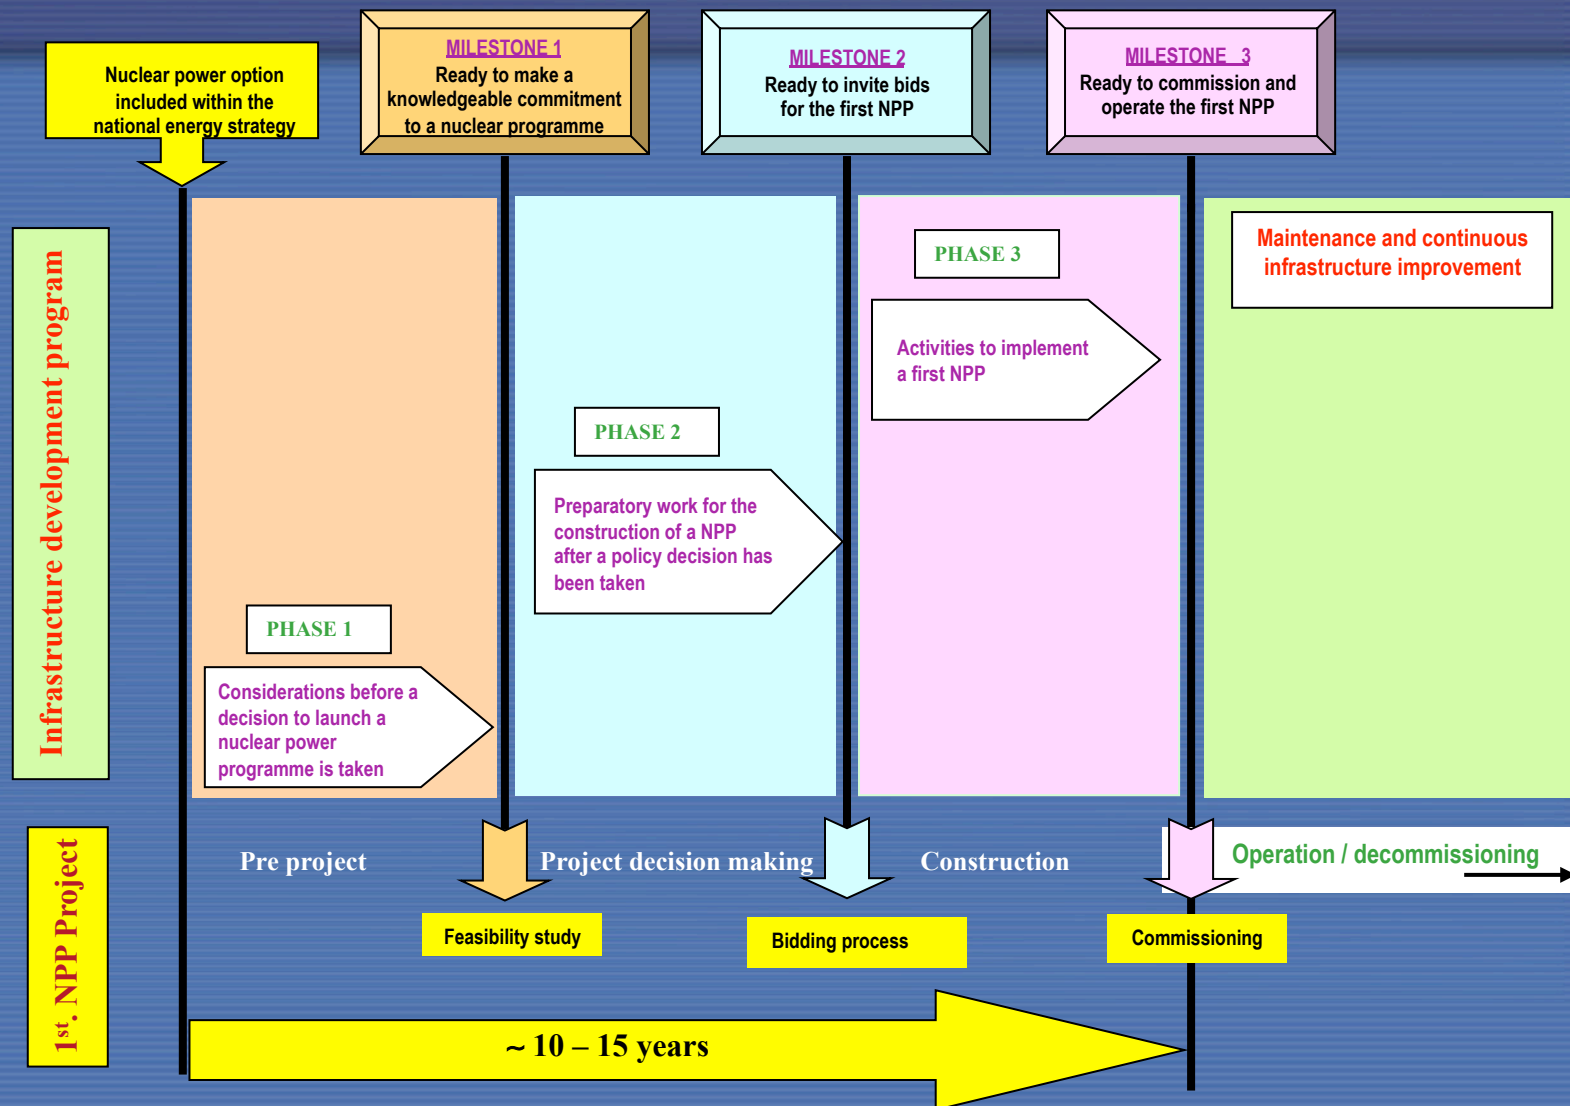 Nuclear power option
included within the
national energy strategy
MILESTONE 1
Ready to make a
knowledgeable commitment
to a nuclear programme
MILESTONE 2
Ready to invite bids
for the first NPP
MILESTONE 3
Ready to commission and
operate the first NPP
Infrastructure development program
PHASE 1
Considerations before a
decision to launch a
nuclear power
programme is taken
PHASE 2
Preparatory work for the
construction of a NPP
after a policy decision has
been taken
PHASE 3
Activities to implement
a first NPP
Maintenance and continuous
infrastructure improvement
1st. NPP Project
Pre project
Project decision making
Construction
Operation / decommissioning
Feasibility study
Bidding process
Commissioning
~ 10 – 15 years